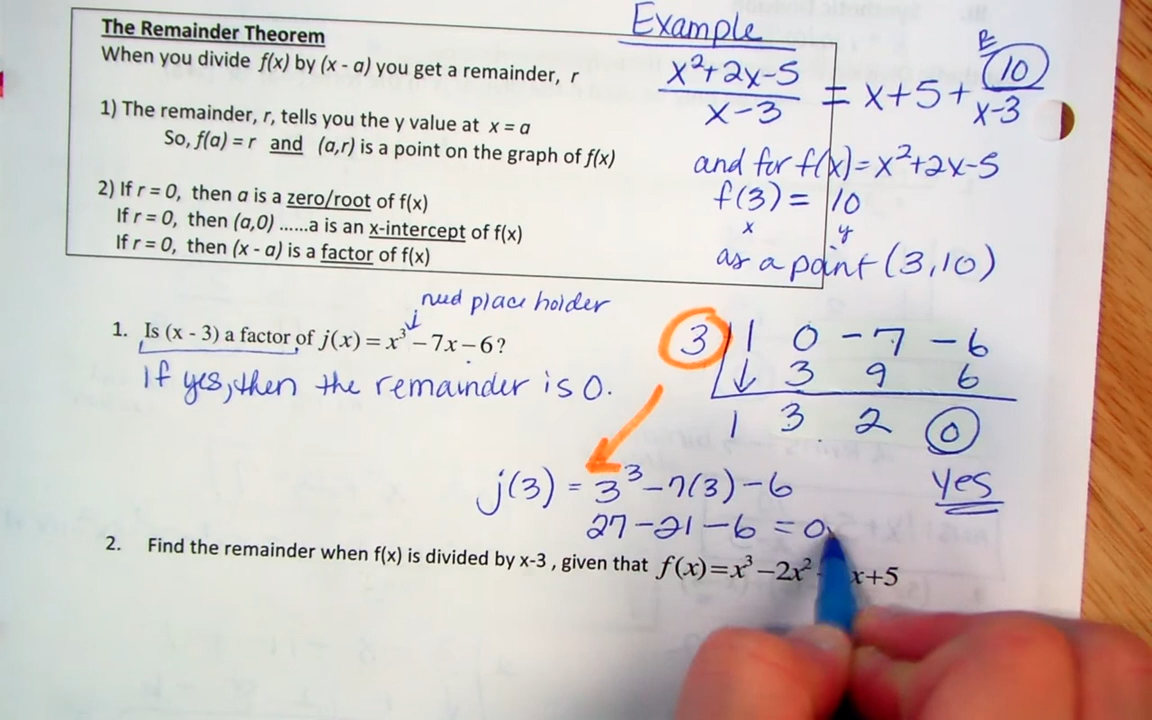 The Remainder Theorem
When you divide f(x) by (x - a) you get a remainder, r
1) The remainder, r, tells you the y value at x = a
So, f(a) = r and (a,r) is a point on the graph of f(x)
2) If r = 0, then a is a zero/root of f(x)
If r = 0, then (a,0) ......a is an x-intercept of f(x)
If r = 0, then (x - a) is a factor of f(x)
Example
R
x²+2x-5 10
= x+5+
x-3 x-3
and for f(x)=x²+2x-5
f(3) = 10
x y
as a point (3,10)
need place holder
1. Is (x - 3) a factor of j(x) = x³ – 7x – 6?
If yes, then the remainder is 0.
3 1 0 -7 -6
↓ 3 9 6
1 3 2 0
yes
j(3) = 3³-7(3)-6
27-21-6 = 0
2. Find the remainder when f(x) is divided by x-3 , given that f(x)=x³–2x² x+5